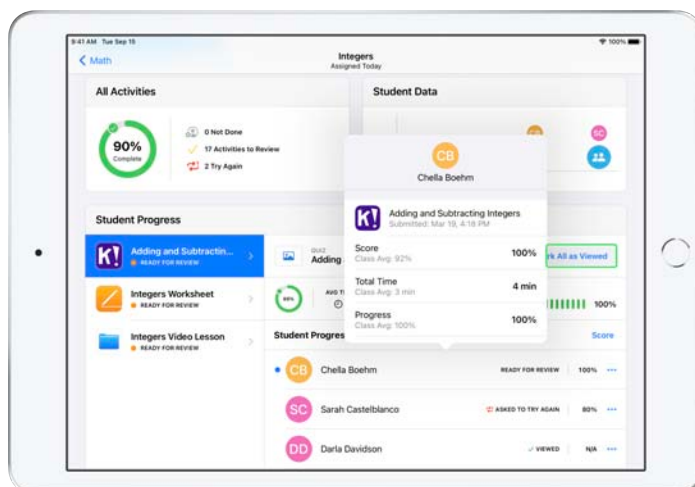 9:41 AM Tue Sep 15
100%
Math
Integers
Assigned Today
All Activities
90%
Complete
0 Not Done
17 Activities to Review
2 Try Again
Student Data
CB
SC
CB
Chella Boehm
K!
Adding and Subtracting Integers
Submitted: Mar 19, 4:18 PM
Score
100%
Class Avg: 92%
Total Time
4 min
Class Avg: 3 min
Progress
100%
Class Avg: 100%
Student Progress
K!
Adding and Subtractin...
READY FOR REVIEW
Integers Worksheet
READY FOR REVIEW
Integers Video Lesson
READY FOR REVIEW
QUIZ
Adding
rk All as Viewed
AVG T
100%
Student Progres
Score
CB
Chella Boehm
READY FOR REVIEW
100%
SC
Sarah Castelblanco
ASKED TO TRY AGAIN
80%
DD
Darla Davidson
VIEWED
N/A